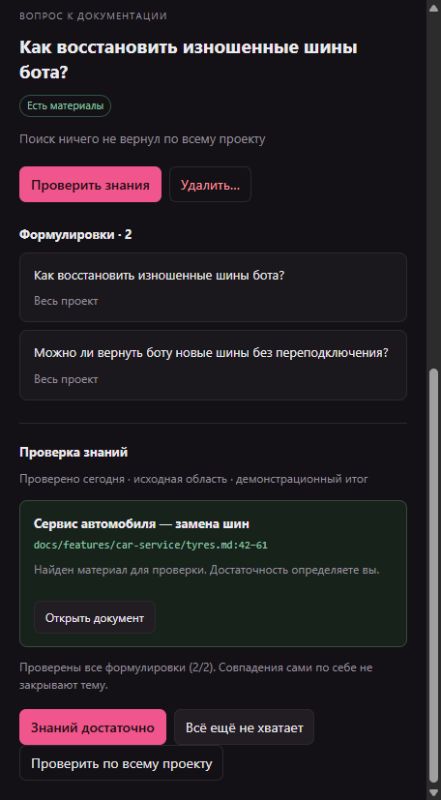 ВОПРОС К ДОКУМЕНТАЦИИ
Как восстановить изношенные шины
бота?
Есть материалы
Поиск ничего не вернул по всему проекту
Проверить знания
Удалить...
Формулировки · 2
Как восстановить изношенные шины бота?
Весь проект
Можно ли вернуть боту новые шины без переподключения?
Весь проект
Проверка знаний
Проверено сегодня · исходная область · демонстрационный итог
Сервис автомобиля — замена шин
docs/features/car-service/tyres.md:42–61
Найден материал для проверки. Достаточность определяете вы.
Открыть документ
Проверены все формулировки (2/2). Совпадения сами по себе не
закрывают тему.
Знаний достаточно
Всё ещё не хватает
Проверить по всему проекту